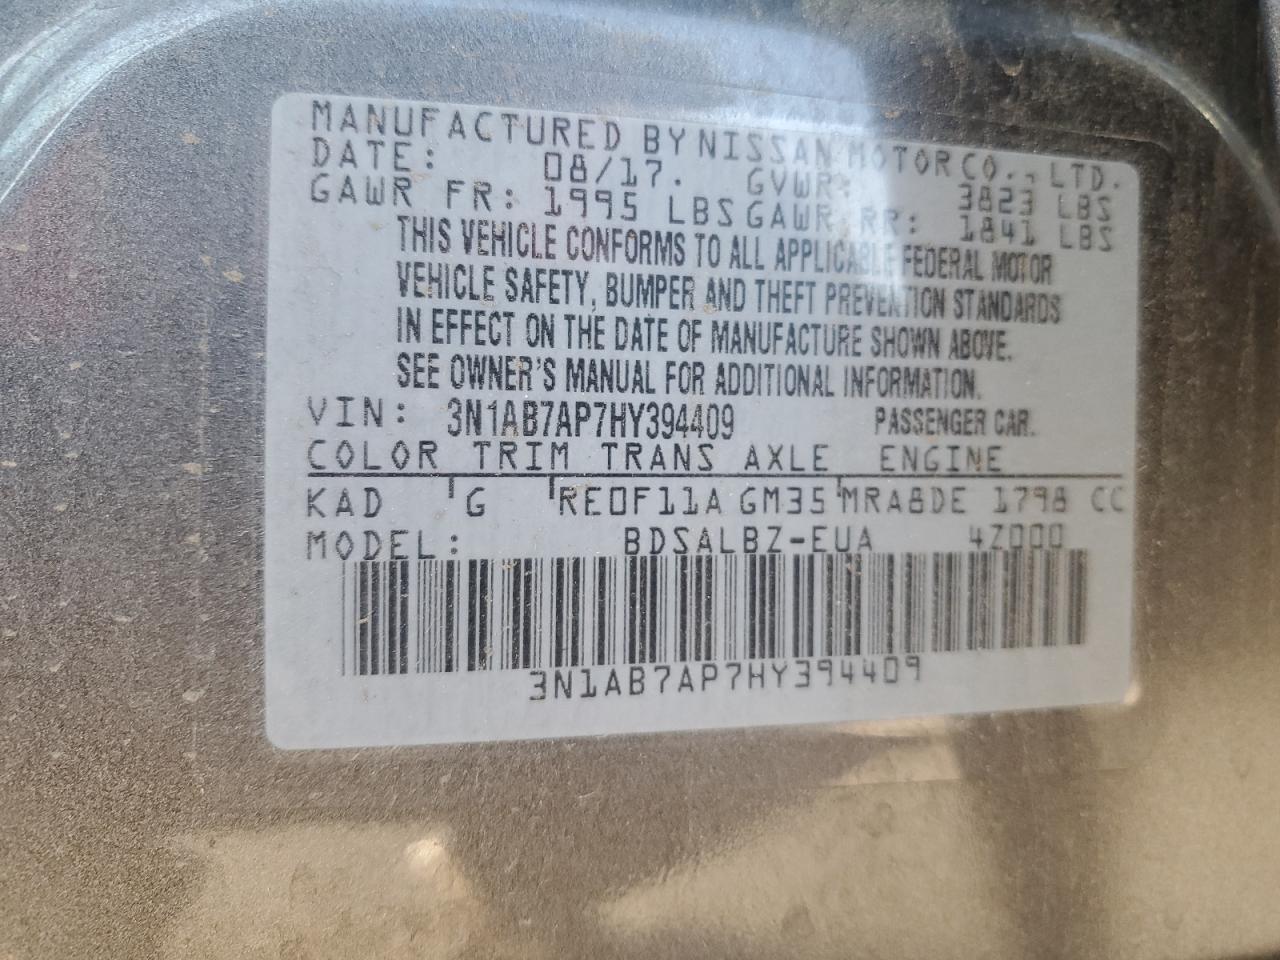 MANUFACTURED BY NISSAN MOTOR CO., LTD.
DATE: 08/17. GVWR: 3823 LBS
GAWR FR: 1995 LBS GAWR RR: 1841 LBS
THIS VEHICLE CONFORMS TO ALL APPLICABLE FEDERAL MOTOR
VEHICLE SAFETY, BUMPER AND THEFT PREVENTION STANDARDS
IN EFFECT ON THE DATE OF MANUFACTURE SHOWN ABOVE.
SEE OWNER'S MANUAL FOR ADDITIONAL INFORMATION.
VIN: 3N1AB7AP7HY394409 PASSENGER CAR.
COLOR TRIM TRANS AXLE ENGINE
KAD G RE0F11A GM35 MRA8DE 1798 CC
MODEL: BDSALBZ-EUA 4Z000
3N1AB7AP7HY394409